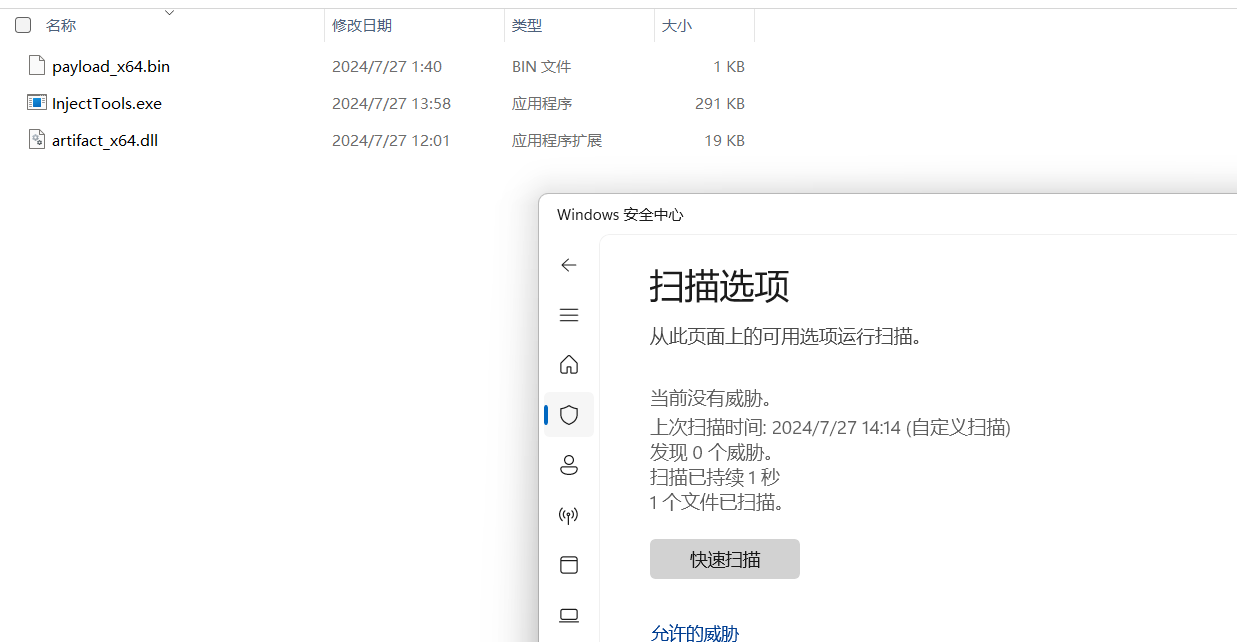 名称 修改日期 类型 大小
payload_x64.bin 2024/7/27 1:40 BIN 文件 1 KB
InjectTools.exe 2024/7/27 13:58 应用程序 291 KB
artifact_x64.dll 2024/7/27 12:01 应用程序扩展 19 KB
Windows 安全中心
扫描选项
从此页面上的可用选项运行扫描。
当前没有威胁。
上次扫描时间: 2024/7/27 14:14 (自定义扫描)
发现 0 个威胁。
扫描已持续 1 秒
1 个文件已扫描。
快速扫描
允许的威胁